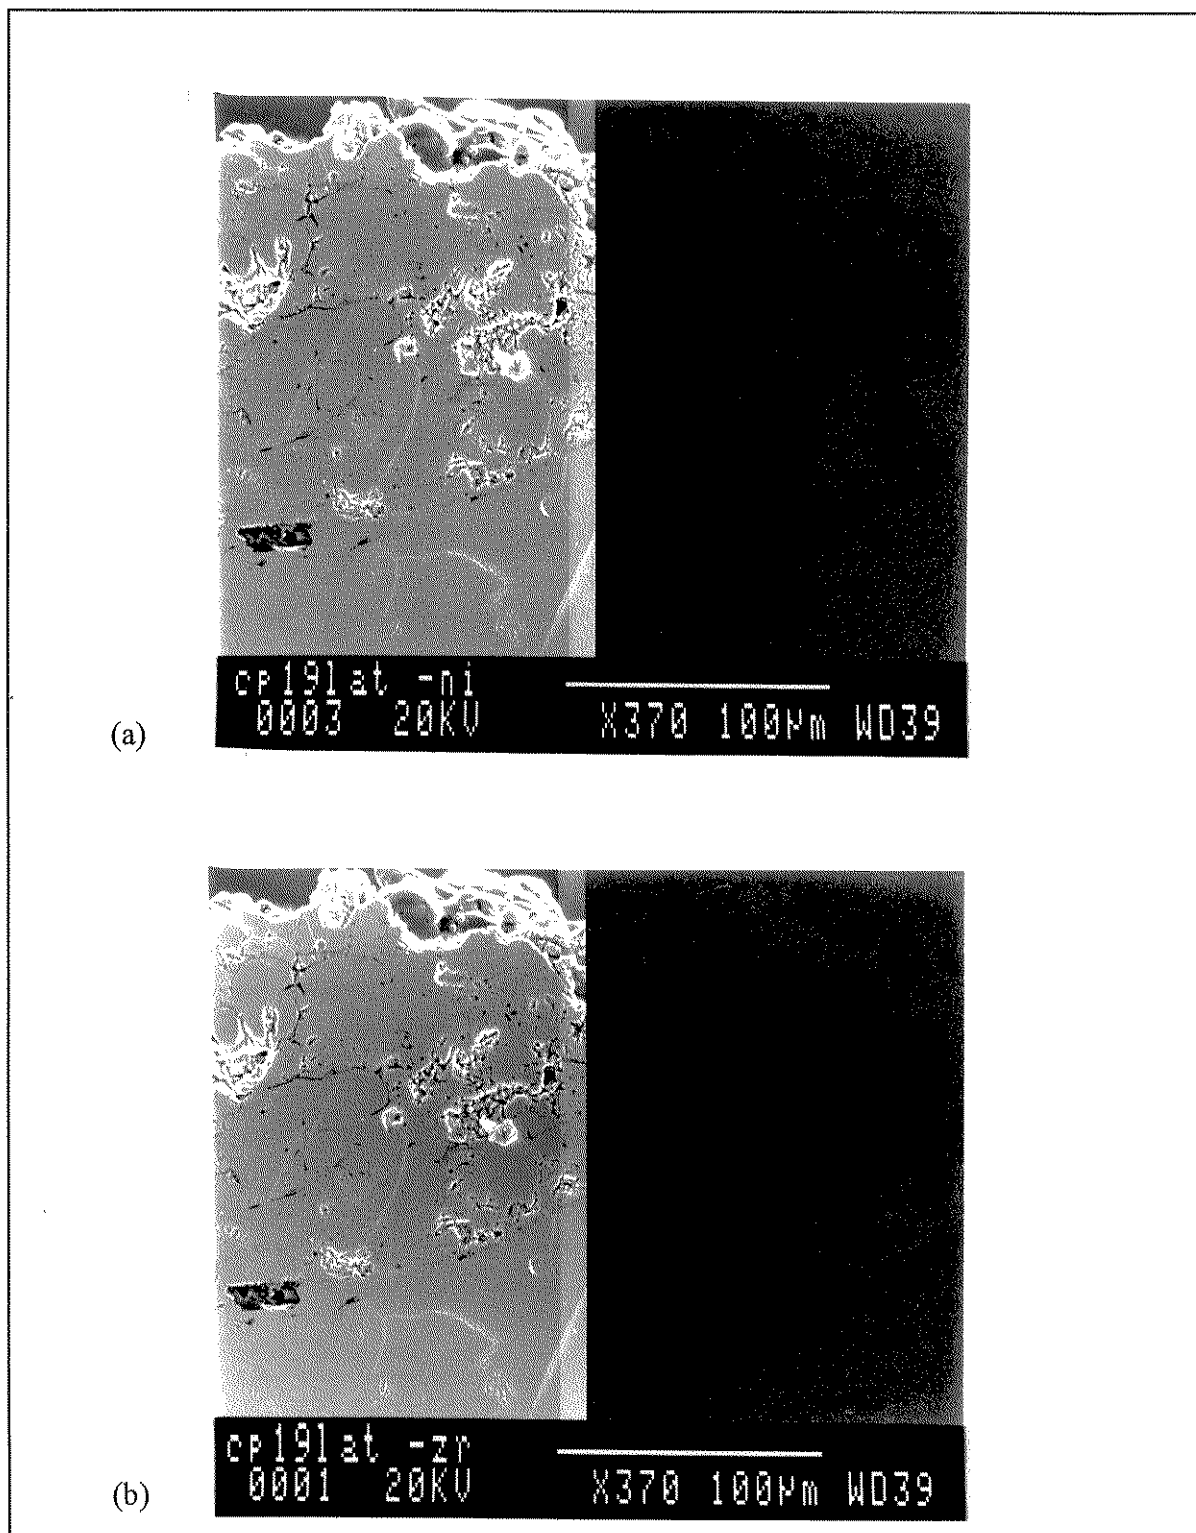 cp19lat -ni
0003 20KV X370 100µm WD39
(a)
cp19lat -zr
0001 20KV X370 100µm WD39
(b)